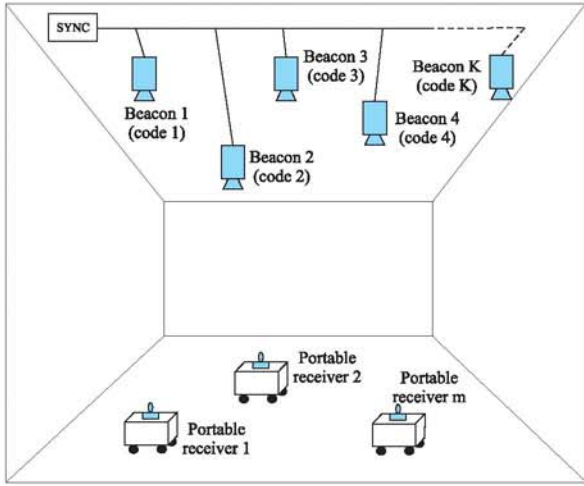 SYNC
Beacon 1
(code 1)
Beacon 2
(code 2)
Beacon 3
(code 3)
Beacon 4
(code 4)
Beacon K
(code K)
Portable
receiver 1
Portable
receiver 2
Portable
receiver m